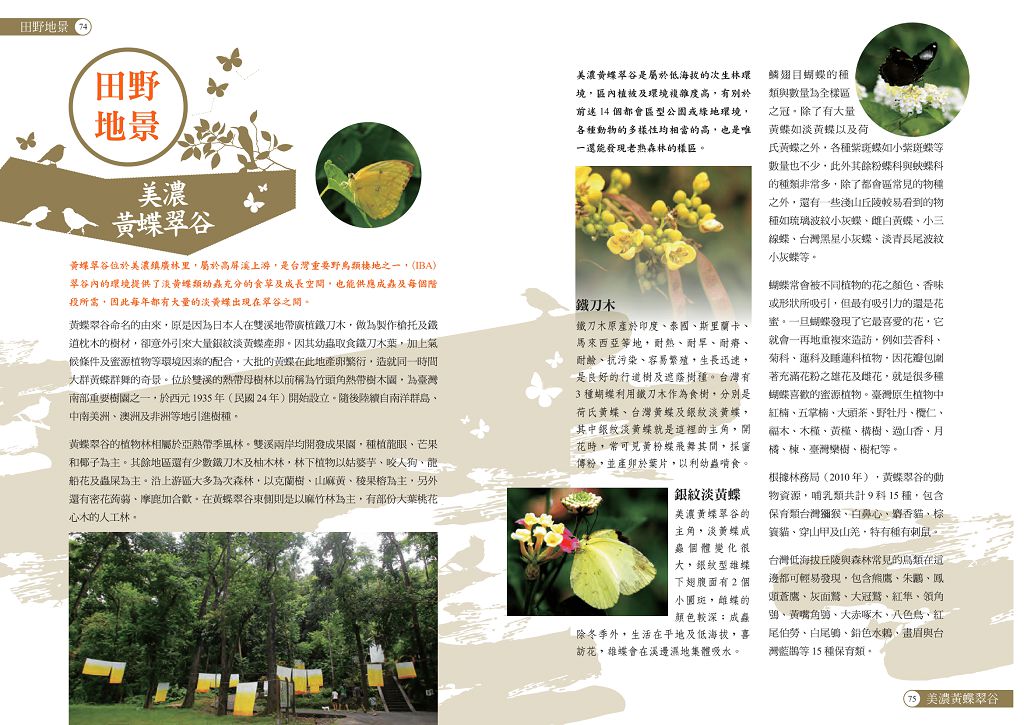 田野地景 74
田野
地景
美濃
黃蝶翠谷
黃蝶翠谷位於美濃鎮廣林里，屬於高屏溪上游，是台灣重要野鳥類棲地之一，(IBA)
翠谷內的環境提供了淡黃蝶類幼蟲充分的食草及成長空間，也能供應成蟲及每個階
段所需，因此每年都有大量的淡黃蝶出現在翠谷之間。
黃蝶翠谷命名的由來，原是因為日本人在雙溪地帶廣植鐵刀木，做為製作槍托及鐵
道枕木的樹材，卻意外引來大量銀紋淡黃蝶產卵。因其幼蟲取食鐵刀木葉，加上氣
候條件及蜜源植物等環境因素的配合，大批的黃蝶在此地產卵繁衍，造就同一時間
大群黃蝶群舞的奇景。位於雙溪的熱帶母樹林以前稱為竹頭角熱帶樹木園，為臺灣
南部重要樹園之一，於西元 1935 年（民國 24 年）開始設立。隨後陸續自南洋群島、
中南美洲、澳洲及非洲等地引進樹種。
黃蝶翠谷的植物林相屬於亞熱帶季風林。雙溪兩岸均開發成果園，種植龍眼、芒果
和椰子為主。其餘地區還有少數鐵刀木及柚木林，林下植物以姑婆芋、咬人狗、龍
船花及蟲屎為主。沿上游區大多為次森林，以克蘭樹、山麻黃、稜果榕為主，另外
還有密花蒟蒻、摩鹿加合歡。在黃蝶翠谷東側則是以麻竹林為主，有部份大葉桃花
心木的人工林。
美濃黃蝶翠谷是屬於低海拔的次生林環
境，區內植被及環境複雜度高，有別於
前述 14 個都會區型公園或綠地環境，
各種動物的多樣性均相當的高，也是唯
一還能發現老熟森林的樣區。
鐵刀木
鐵刀木原產於印度、泰國、斯里蘭卡、
馬來西亞等地，耐熱、耐旱、耐瘠、
耐鹼、抗污染、容易繁殖，生長迅速，
是良好的行道樹及遮蔭樹種。台灣有
3 種蝴蝶利用鐵刀木作為食樹，分別是
荷氏黃蝶、台灣黃蝶及銀紋淡黃蝶，
其中銀紋淡黃蝶就是這裡的主角，開
花時，常可見黃粉蝶飛舞其間，採蜜
傳粉，並產卵於葉片，以利幼蟲啃食。
銀紋淡黃蝶
美濃黃蝶翠谷的
主角，淡黃蝶成
蟲個體變化很
大，銀紋型雄蝶
下翅腹面有 2 個
小圓斑，雌蝶的
顏色較深；成蟲
除冬季外，生活在平地及低海拔，喜
訪花，雄蝶會在溪邊濕地集體吸水。
鱗翅目蝴蝶的種
類與數量為全樣區
之冠。除了有大量
黃蝶如淡黃蝶以及荷
氏黃蝶之外，各種紫斑蝶如小紫斑蝶等
數量也不少，此外其餘粉蝶科與蛺蝶科
的種類非常多，除了都會區常見的物種
之外，還有一些淺山丘陵較易看到的物
種如琉璃波紋小灰蝶、雌白黃蝶、小三
線蝶、台灣黑星小灰蝶、淡青長尾波紋
小灰蝶等。
蝴蝶常會被不同植物的花之顏色、香味
或形狀所吸引，但最有吸引力的還是花
蜜。一旦蝴蝶發現了它最喜愛的花，它
就會一再地重複來造訪，例如芸香科、
菊科、蓮科及睡蓮科植物，因花瓣包圍
著充滿花粉之雄花及雌花，就是很多種
蝴蝶喜歡的蜜源植物。臺灣原生植物中
紅楠、五掌楠、大頭茶、野牡丹、欖仁、
福木、木槿、黃槿、構樹、過山香、月
橘、楝、臺灣欒樹、樹杞等。
根據林務局（2010 年），黃蝶翠谷的動
物資源，哺乳類共計 9 科 15 種，包含
保育類台灣獼猴、白鼻心、麝香貓、棕
簑貓、穿山甲及山羌，特有種有刺鼠。
台灣低海拔丘陵與森林常見的鳥類在這
邊都可輕易發現，包含熊鷹、朱鸝、鳳
頭蒼鷹、灰面鵟、大冠鷲、紅隼、領角
鴞、黃嘴角鴞、大赤啄木、八色鳥、紅
尾伯勞、白尾鴝、鉛色水鶇、畫眉與台
灣藍鵲等 15 種保育類。
75 美濃黃蝶翠谷